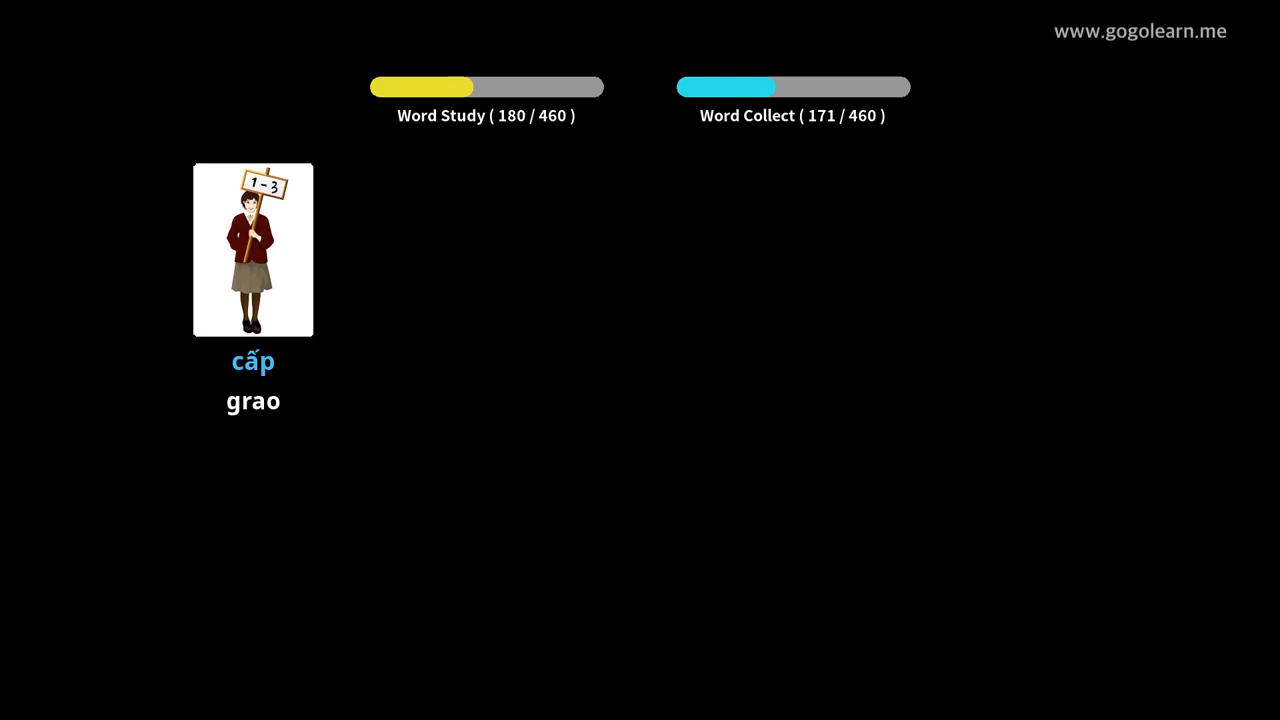 www.gogolearn.me
Word Study ( 180 / 460 )
Word Collect ( 171 / 460 )
1 - 3
cấp
grao